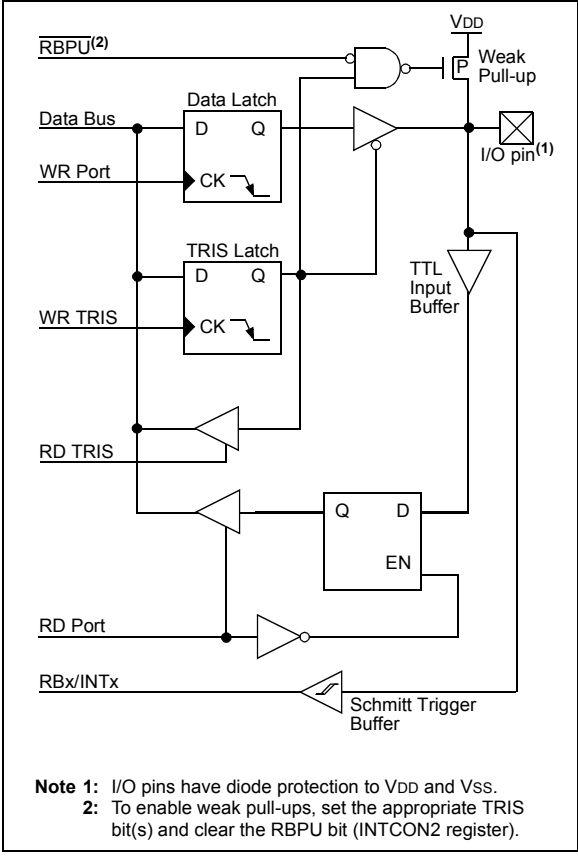 VDD
RBPU(2)
Weak
Pull-up
P
Data Latch
Data Bus
D Q
I/O pin(1)
WR Port
CK
TRIS Latch
D Q
TTL
Input
Buffer
WR TRIS
CK
RD TRIS
Q D
EN
RD Port
RBx/INTx
Schmitt Trigger
Buffer
Note 1: I/O pins have diode protection to VDD and VSS.
2: To enable weak pull-ups, set the appropriate TRIS
bit(s) and clear the RBPU bit (INTCON2 register).